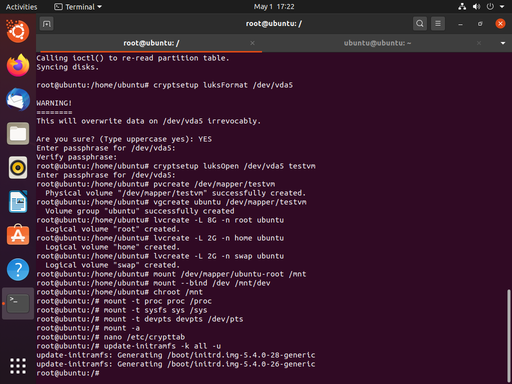 Activities
Terminal
May 1 17:22
root@ubuntu: /
root@ubuntu: /
ubuntu@ubuntu: ~
Calling ioctl() to re-read partition table.
Syncing disks.
root@ubuntu:/home/ubuntu# cryptsetup luksFormat /dev/vda5
WARNING!
========
This will overwrite data on /dev/vda5 irrevocably.
Are you sure? (Type uppercase yes): YES
Enter passphrase for /dev/vda5:
Verify passphrase:
root@ubuntu:/home/ubuntu# cryptsetup luksOpen /dev/vda5 testvm
Enter passphrase for /dev/vda5:
root@ubuntu:/home/ubuntu# pvcreate /dev/mapper/testvm
Physical volume "/dev/mapper/testvm" successfully created.
root@ubuntu:/home/ubuntu# vgcreate ubuntu /dev/mapper/testvm
Volume group "ubuntu" successfully created
root@ubuntu:/home/ubuntu# lvcreate -L 8G -n root ubuntu
Logical volume "root" created.
root@ubuntu:/home/ubuntu# lvcreate -L 2G -n home ubuntu
Logical volume "home" created.
root@ubuntu:/home/ubuntu# lvcreate -L 2G -n swap ubuntu
Logical volume "swap" created.
root@ubuntu:/home/ubuntu# mount /dev/mapper/ubuntu-root /mnt
root@ubuntu:/home/ubuntu# mount --bind /dev /mnt/dev
root@ubuntu:/home/ubuntu# chroot /mnt
root@ubuntu:/# mount -t proc proc /proc
root@ubuntu:/# mount -t sysfs sys /sys
root@ubuntu:/# mount -t devpts devpts /dev/pts
root@ubuntu:/# mount -a
root@ubuntu:/# nano /etc/crypttab
root@ubuntu:/# update-initramfs -k all -u
update-initramfs: Generating /boot/initrd.img-5.4.0-28-generic
update-initramfs: Generating /boot/initrd.img-5.4.0-26-generic
root@ubuntu:/#